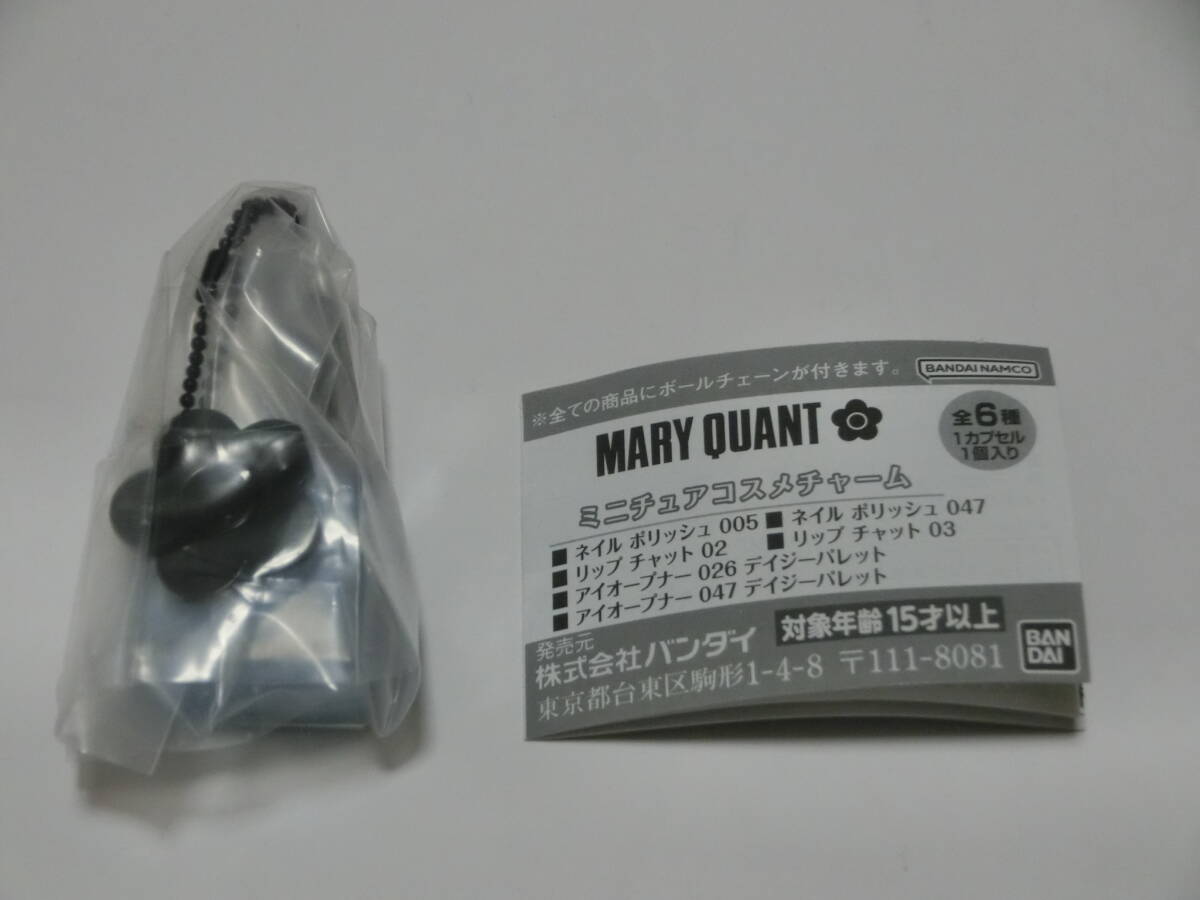 ※全ての商品にボールチェーンが付きます。 BANDAI NAMCO
MARY QUANT
全6種
1カプセル
1個入り
ミニチュアコスメチャーム
■ ネイル ポリッシュ 005 ■ ネイル ポリッシュ 047
■ リップ チャット 02 ■ リップ チャット 03
■ アイオープナー 026 デイジーパレット
■ アイオープナー 047 デイジーパレット
発売元
株式会社バンダイ 対象年齢15才以上
東京都台東区駒形1-4-8 〒111-8081
BAN
DAI